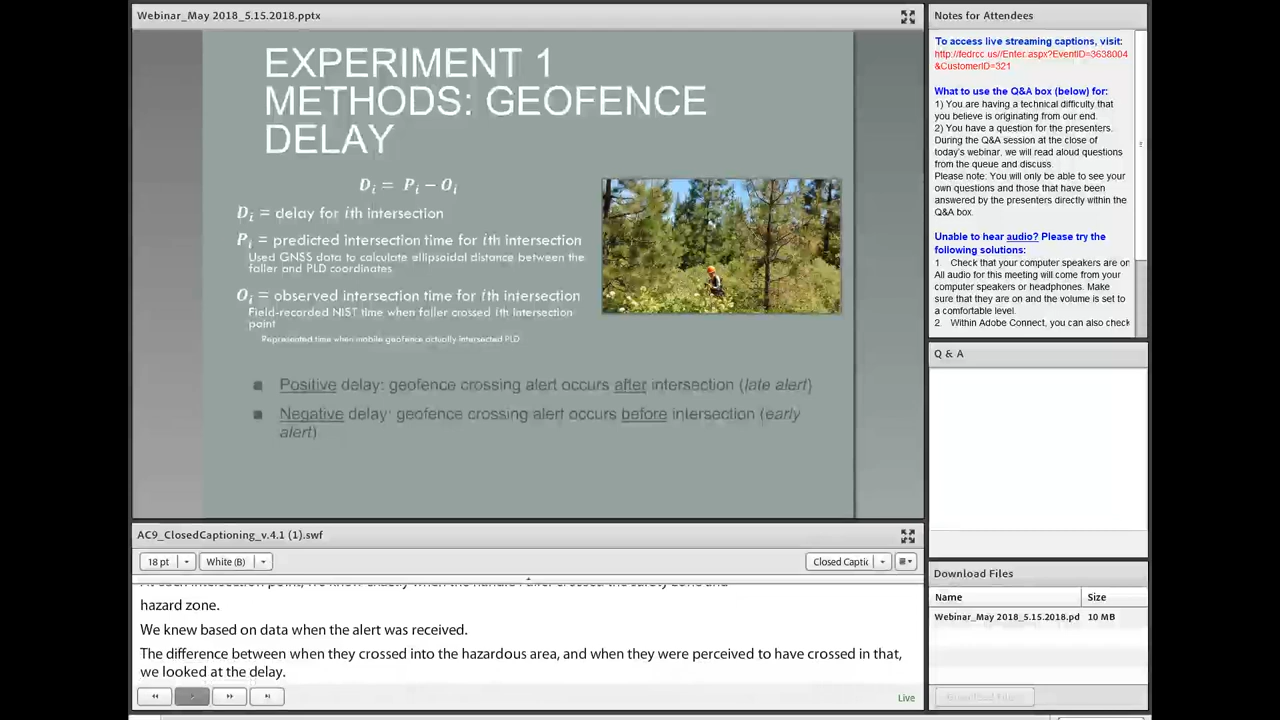 Webinar_May 2018_5.15.2018.pptx
EXPERIMENT 1
METHODS: GEOFENCE
DELAY
Dᵢ = Pᵢ − Oᵢ
Dᵢ = delay for ith intersection
Pᵢ = predicted intersection time for ith intersection
Used GNSS data to calculate ellipsoidal distance between the
faller and PLD coordinates
Oᵢ = observed intersection time for ith intersection
Field-recorded NIST time when faller crossed ith intersection
point
Represented time when mobile geofence actually intersected PLD
■ Positive delay: geofence crossing alert occurs after intersection (late alert)
■ Negative delay: geofence crossing alert occurs before intersection (early
alert)
AC9_ClosedCaptioning_v.4.1 (1).swf
18 pt
White (B)
Closed Captic
hazard zone.
We knew based on data when the alert was received.
The difference between when they crossed into the hazardous area, and when they were perceived to have crossed in that,
we looked at the delay.
Live
Notes for Attendees
To access live streaming captions, visit:
http://fedrcc.us//Enter.aspx?EventID=3638004
&CustomerID=321
What to use the Q&A box (below) for:
1) You are having a technical difficulty that
you believe is originating from our end.
2) You have a question for the presenters.
During the Q&A session at the close of
today's webinar, we will read aloud questions
from the queue and discuss.
Please note: You will only be able to see your
own questions and those that have been
answered by the presenters directly within the
Q&A box.
Unable to hear audio? Please try the
following solutions:
1. Check that your computer speakers are on
All audio for this meeting will come from your
computer speakers or headphones. Make
sure that they are on and the volume is set to
a comfortable level.
2. Within Adobe Connect, you can also check
Q & A
Download Files
Name Size
Webinar_May 2018_5.15.2018.pd 10 MB